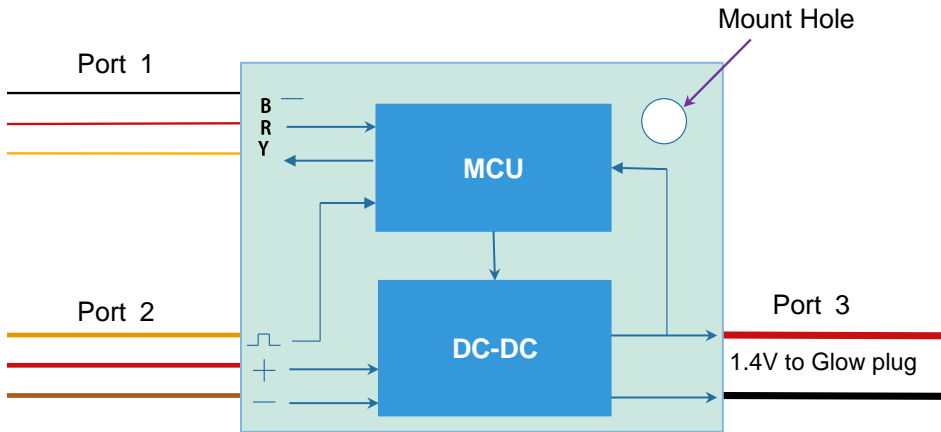 Mount Hole
Port 1
B
R
Y
MCU
Port 2
DC-DC
Port 3
1.4V to Glow plug